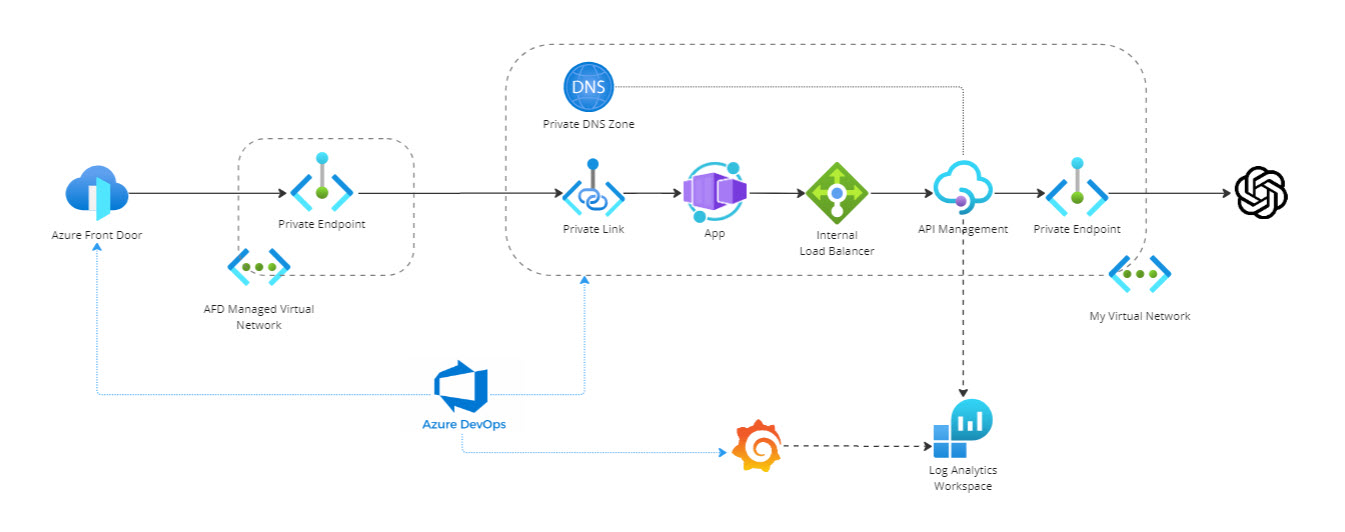 DNS
Private DNS Zone
Azure Front Door
Private Endpoint
Private Link
App
Internal
Load Balancer
API Management
Private Endpoint
AFD Managed Virtual
Network
My Virtual Network
Azure DevOps
Log Analytics
Workspace